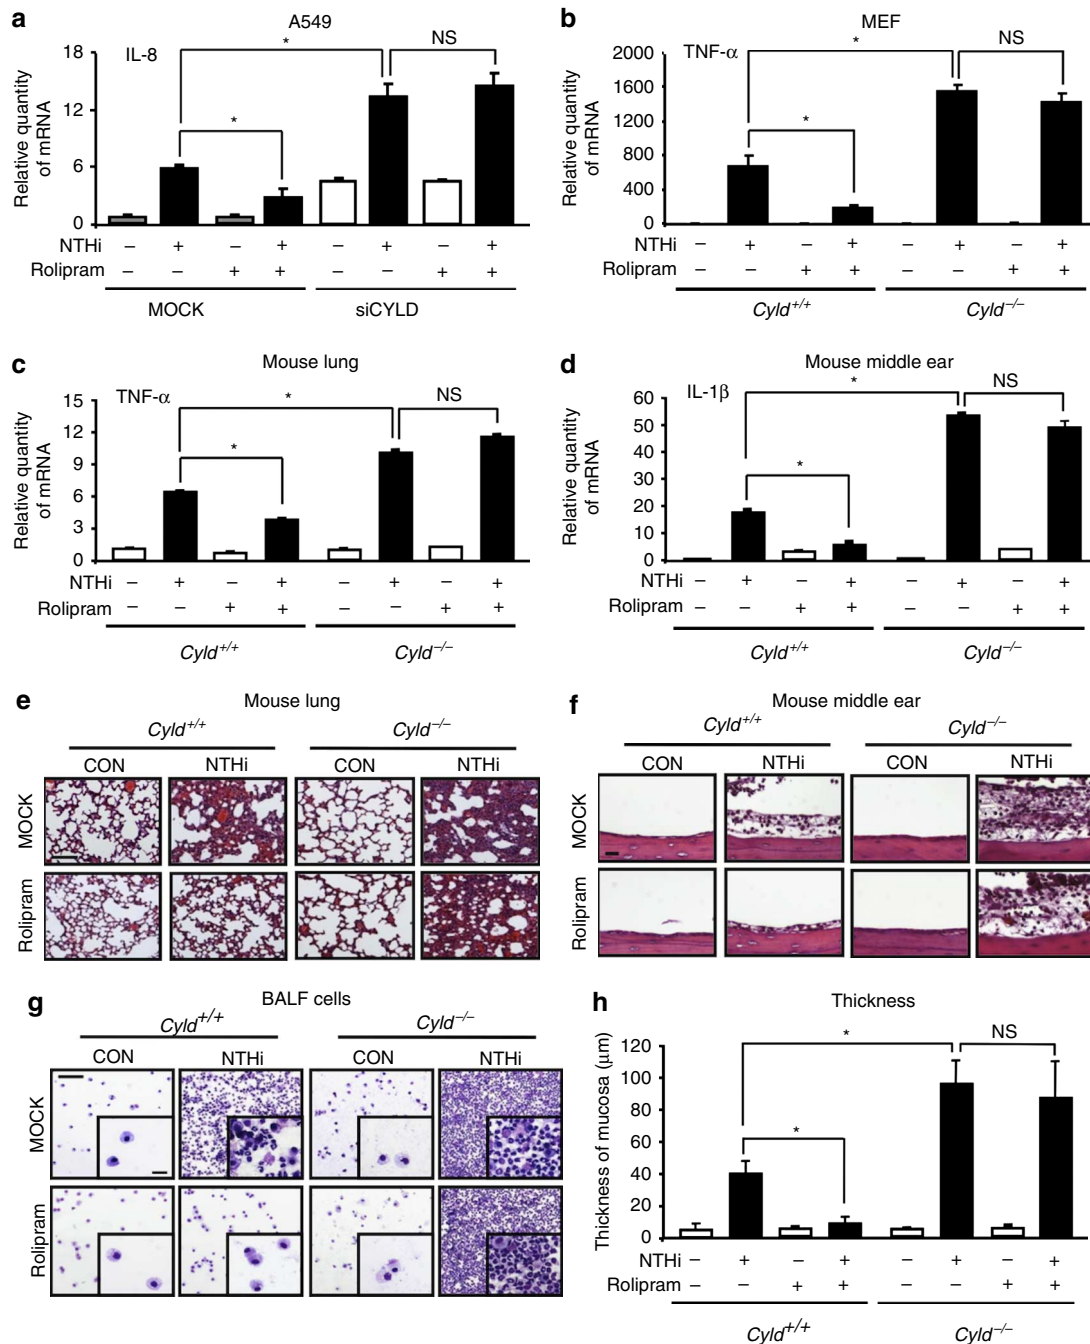 a
A549
IL-8
Relative quantity
of mRNA
18
12
6
0
*
*
NS
NTHi – + – + – + – +
Rolipram – – + + – – + +
MOCK siCYLD
b
MEF
TNF-α
Relative quantity
of mRNA
2000
1600
1200
800
400
0
*
*
NS
NTHi – + – + – + – +
Rolipram – – + + – – + +
Cyld+/+ Cyld–/–
c
Mouse lung
TNF-α
Relative quantity
of mRNA
15
12
9
6
3
0
*
*
NS
NTHi – + – + – + – +
Rolipram – – + + – – + +
Cyld+/+ Cyld–/–
d
Mouse middle ear
IL-1β
Relative quantity
of mRNA
60
50
40
30
20
10
0
*
*
NS
NTHi – + – + – + – +
Rolipram – – + + – – + +
Cyld+/+ Cyld–/–
e
Mouse lung
Cyld+/+ Cyld–/–
CON NTHi CON NTHi
MOCK
Rolipram
f
Mouse middle ear
Cyld+/+ Cyld–/–
CON NTHi CON NTHi
MOCK
Rolipram
g
BALF cells
Cyld+/+ Cyld–/–
CON NTHi CON NTHi
MOCK
Rolipram
h
Thickness
Thickness of mucosa (μm)
120
100
80
60
40
20
0
*
*
NS
NTHi – + – + – + – +
Rolipram – – + + – – + +
Cyld+/+ Cyld–/–